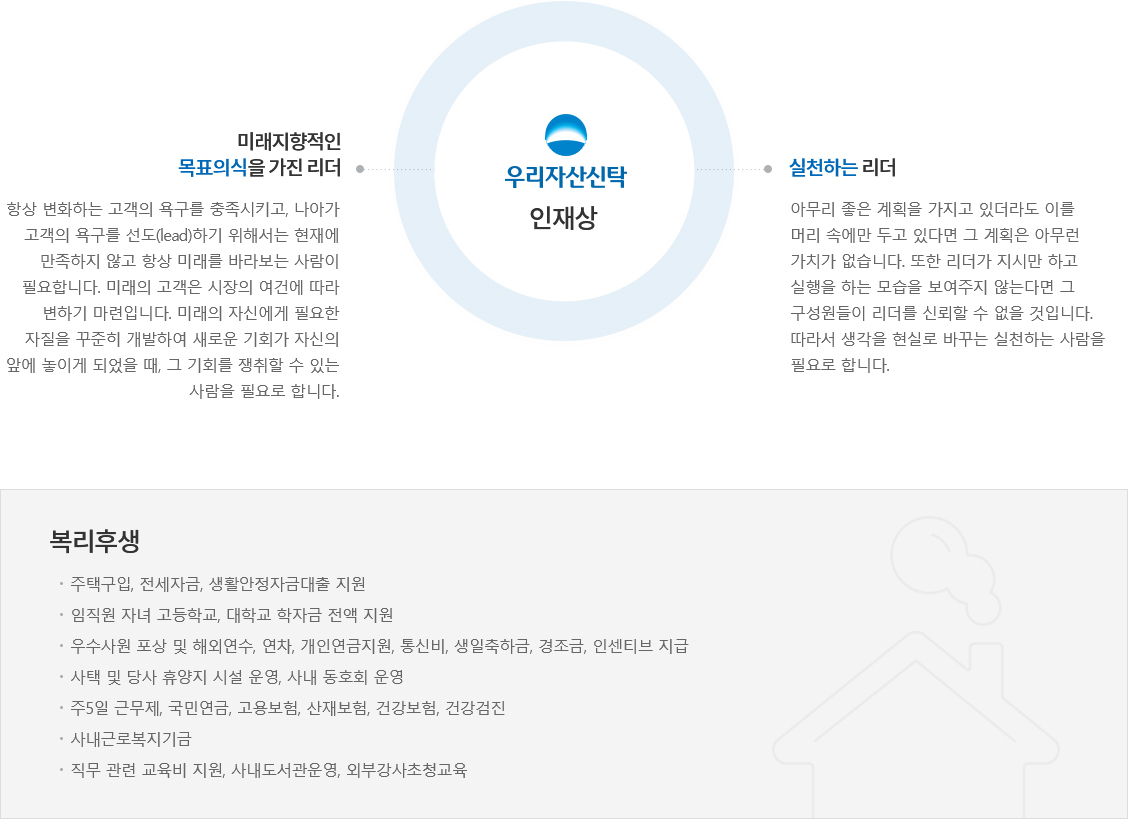 미래지향적인
목표의식을 가진 리더
항상 변화하는 고객의 욕구를 충족시키고, 나아가
고객의 욕구를 선도(lead)하기 위해서는 현재에
만족하지 않고 항상 미래를 바라보는 사람이
필요합니다. 미래의 고객은 시장의 여건에 따라
변하기 마련입니다. 미래의 자신에게 필요한
자질을 꾸준히 개발하여 새로운 기회가 자신의
앞에 놓이게 되었을 때, 그 기회를 쟁취할 수 있는
사람을 필요로 합니다.
우리자산신탁
인재상
실천하는 리더
아무리 좋은 계획을 가지고 있더라도 이를
머리 속에만 두고 있다면 그 계획은 아무런
가치가 없습니다. 또한 리더가 지시만 하고
실행을 하는 모습을 보여주지 않는다면 그
구성원들이 리더를 신뢰할 수 없을 것입니다.
따라서 생각을 현실로 바꾸는 실천하는 사람을
필요로 합니다.
복리후생
· 주택구입, 전세자금, 생활안정자금대출 지원
· 임직원 자녀 고등학교, 대학교 학자금 전액 지원
· 우수사원 포상 및 해외연수, 연차, 개인연금지원, 통신비, 생일축하금, 경조금, 인센티브 지급
· 사택 및 당사 휴양지 시설 운영, 사내 동호회 운영
· 주5일 근무제, 국민연금, 고용보험, 산재보험, 건강보험, 건강검진
· 사내근로복지기금
· 직무 관련 교육비 지원, 사내도서관운영, 외부강사초청교육